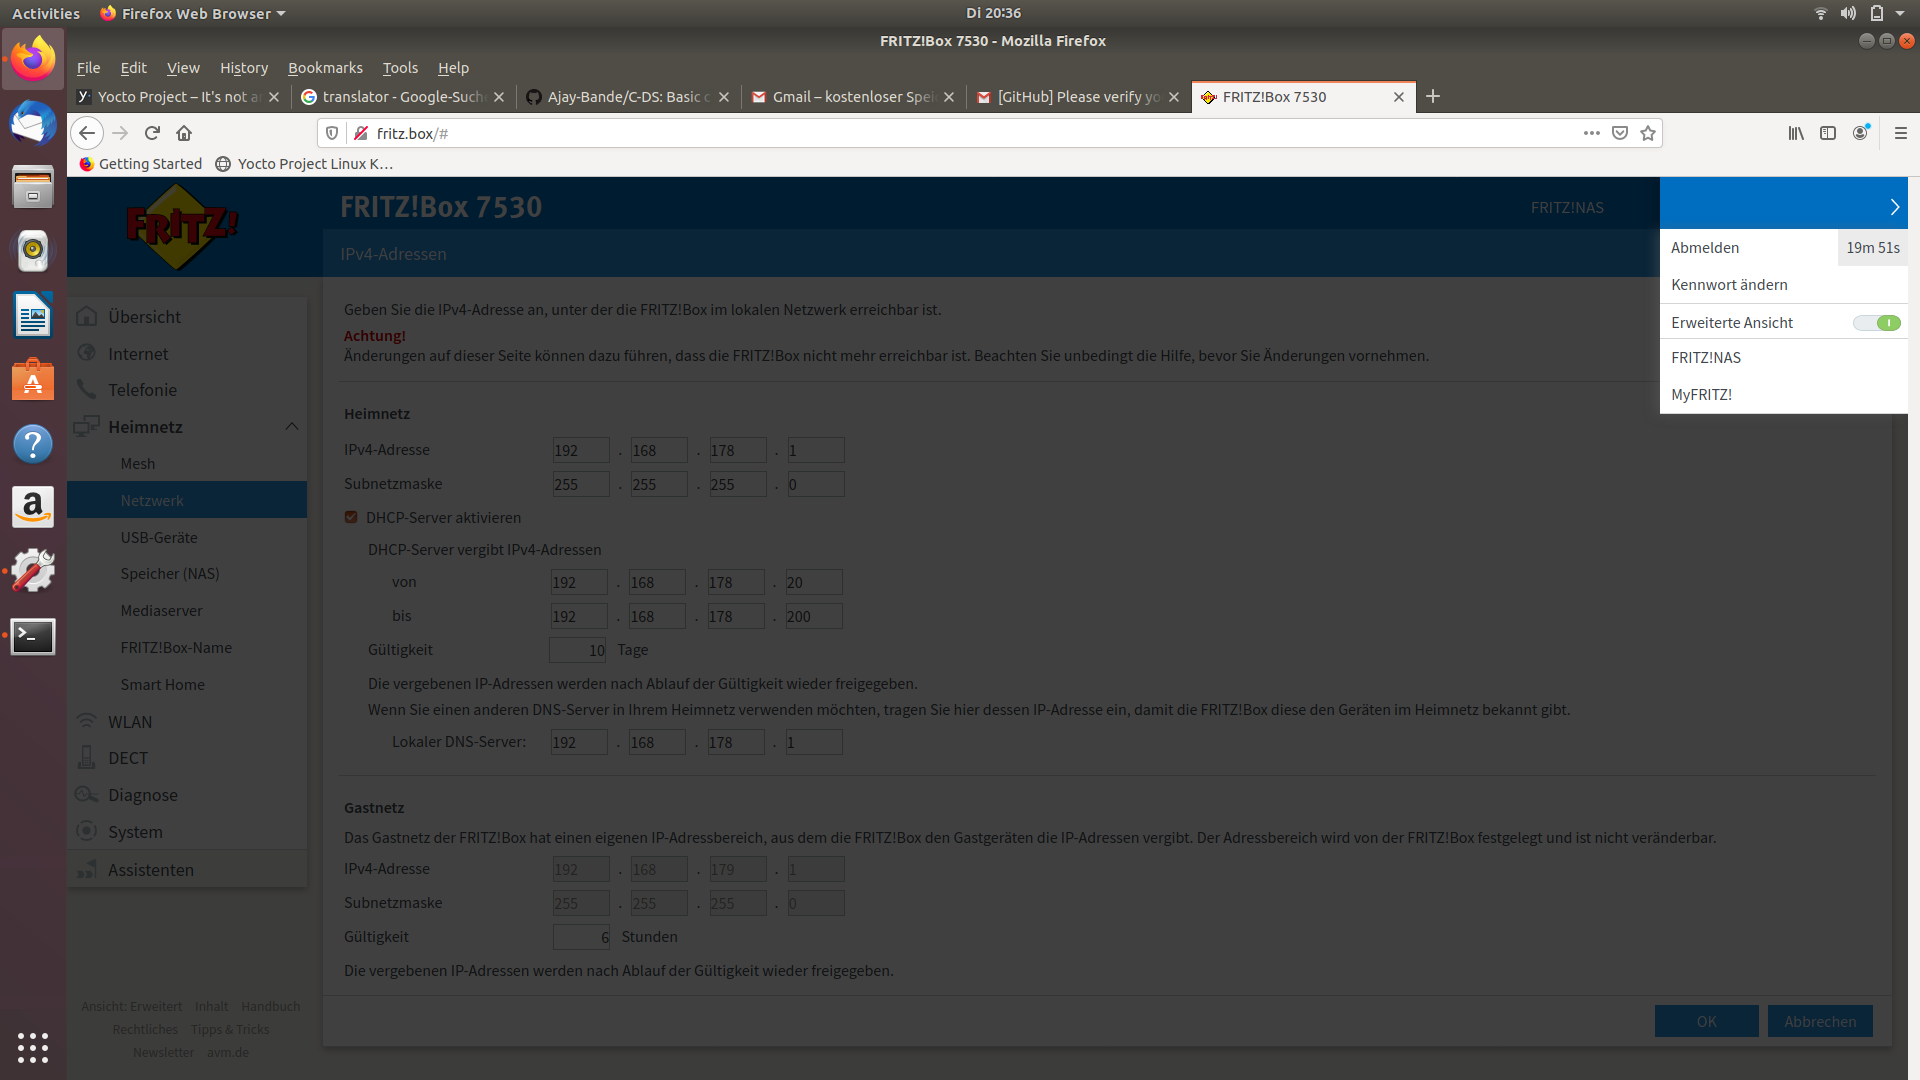 Activities Firefox Web Browser Di 20:36
FRITZ!Box 7530 - Mozilla Firefox
File Edit View History Bookmarks Tools Help
Yocto Project – It's not a translator - Google-Such Ajay-Bande/C-DS: Basic c Gmail – kostenloser Spei [GitHub] Please verify yo FRITZ!Box 7530
fritz.box/#
Getting Started Yocto Project Linux K…
FRITZ! FRITZ!Box 7530 FRITZ!NAS
IPv4-Adressen
Abmelden 19m 51s
Kennwort ändern
Erweiterte Ansicht
FRITZ!NAS
MyFRITZ!
Übersicht
Internet
Telefonie
Heimnetz
Mesh
Netzwerk
USB-Geräte
Speicher (NAS)
Mediaserver
FRITZ!Box-Name
Smart Home
WLAN
DECT
Diagnose
System
Assistenten
Ansicht: Erweitert Inhalt Handbuch
Rechtliches Tipps & Tricks
Newsletter avm.de
Geben Sie die IPv4-Adresse an, unter der die FRITZ!Box im lokalen Netzwerk erreichbar ist.
Achtung!
Änderungen auf dieser Seite können dazu führen, dass die FRITZ!Box nicht mehr erreichbar ist. Beachten Sie unbedingt die Hilfe, bevor Sie Änderungen vornehmen.
Heimnetz
IPv4-Adresse 192 . 168 . 178 . 1
Subnetzmaske 255 . 255 . 255 . 0
DHCP-Server aktivieren
DHCP-Server vergibt IPv4-Adressen
von 192 . 168 . 178 . 20
bis 192 . 168 . 178 . 200
Gültigkeit 10 Tage
Die vergebenen IP-Adressen werden nach Ablauf der Gültigkeit wieder freigegeben.
Wenn Sie einen anderen DNS-Server in Ihrem Heimnetz verwenden möchten, tragen Sie hier dessen IP-Adresse ein, damit die FRITZ!Box diese den Geräten im Heimnetz bekannt gibt.
Lokaler DNS-Server: 192 . 168 . 178 . 1
Gastnetz
Das Gastnetz der FRITZ!Box hat einen eigenen IP-Adressbereich, aus dem die FRITZ!Box den Gastgeräten die IP-Adressen vergibt. Der Adressbereich wird von der FRITZ!Box festgelegt und ist nicht veränderbar.
IPv4-Adresse 192 . 168 . 179 . 1
Subnetzmaske 255 . 255 . 255 . 0
Gültigkeit 6 Stunden
Die vergebenen IP-Adressen werden nach Ablauf der Gültigkeit wieder freigegeben.
OK Abbrechen